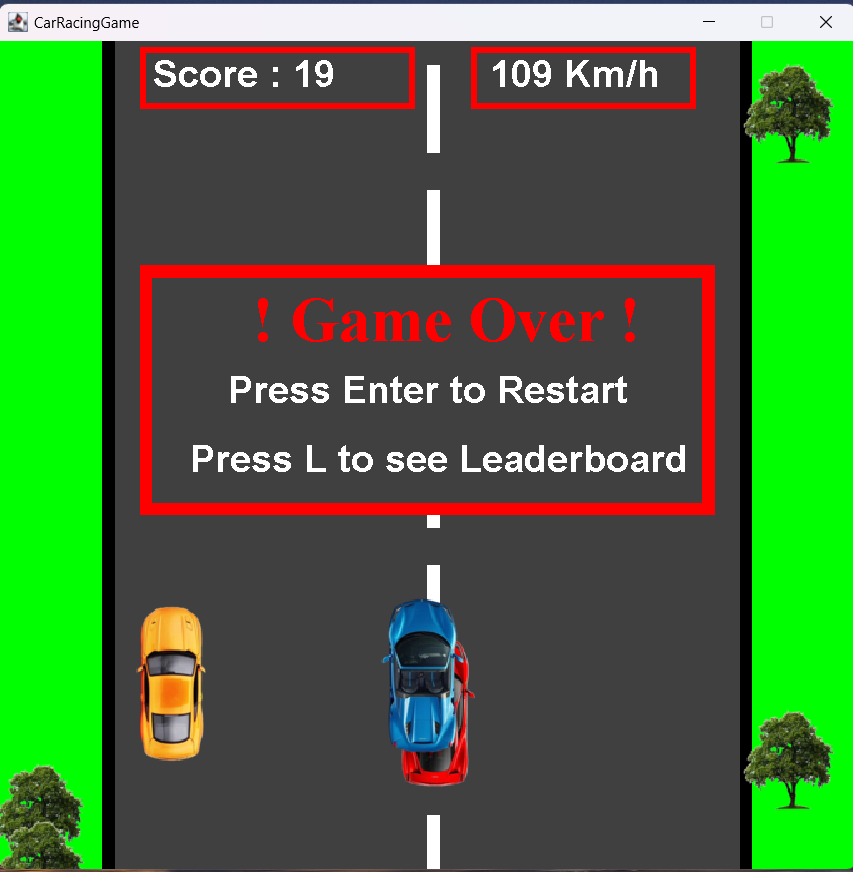 CarRacingGame
Score : 19
109 Km/h
! Game Over !
Press Enter to Restart
Press L to see Leaderboard